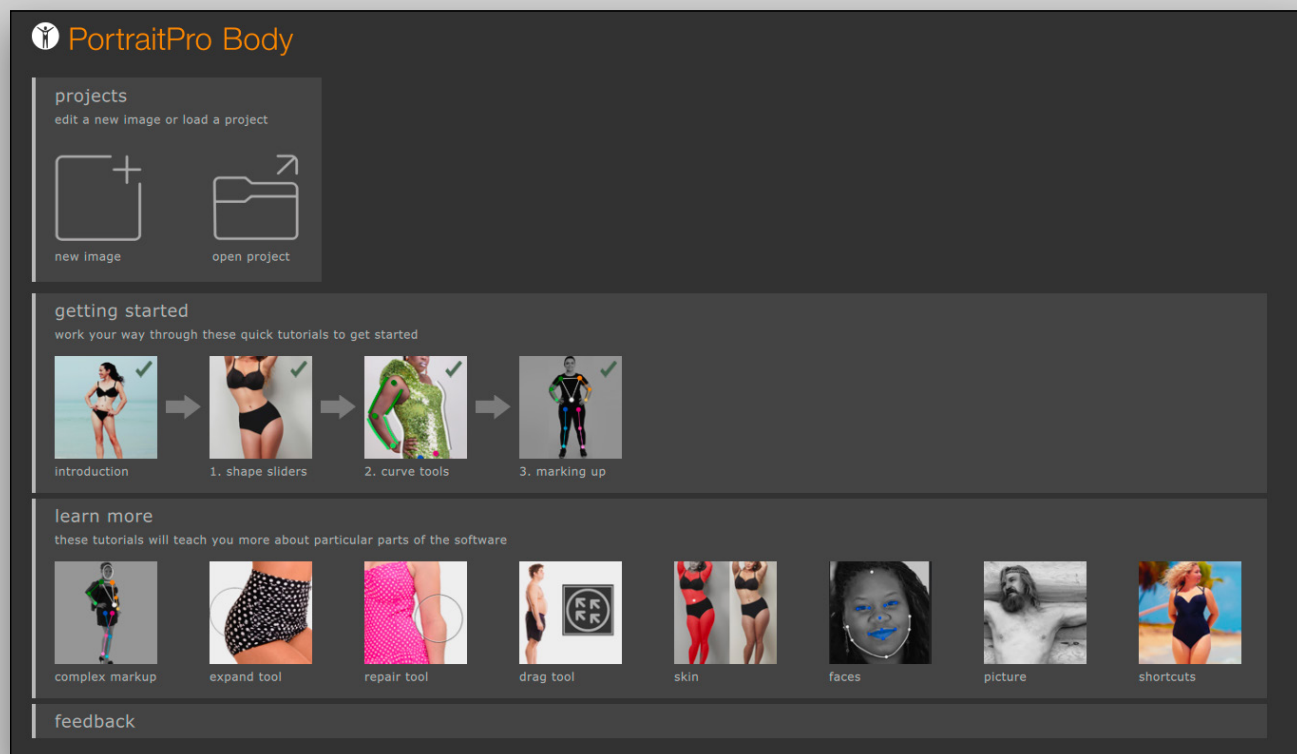 PortraitPro Body
projects
edit a new image or load a project
new image
open project
getting started
work your way through these quick tutorials to get started
introduction
1. shape sliders
2. curve tools
3. marking up
learn more
these tutorials will teach you more about particular parts of the software
complex markup
expand tool
repair tool
drag tool
skin
faces
picture
shortcuts
feedback